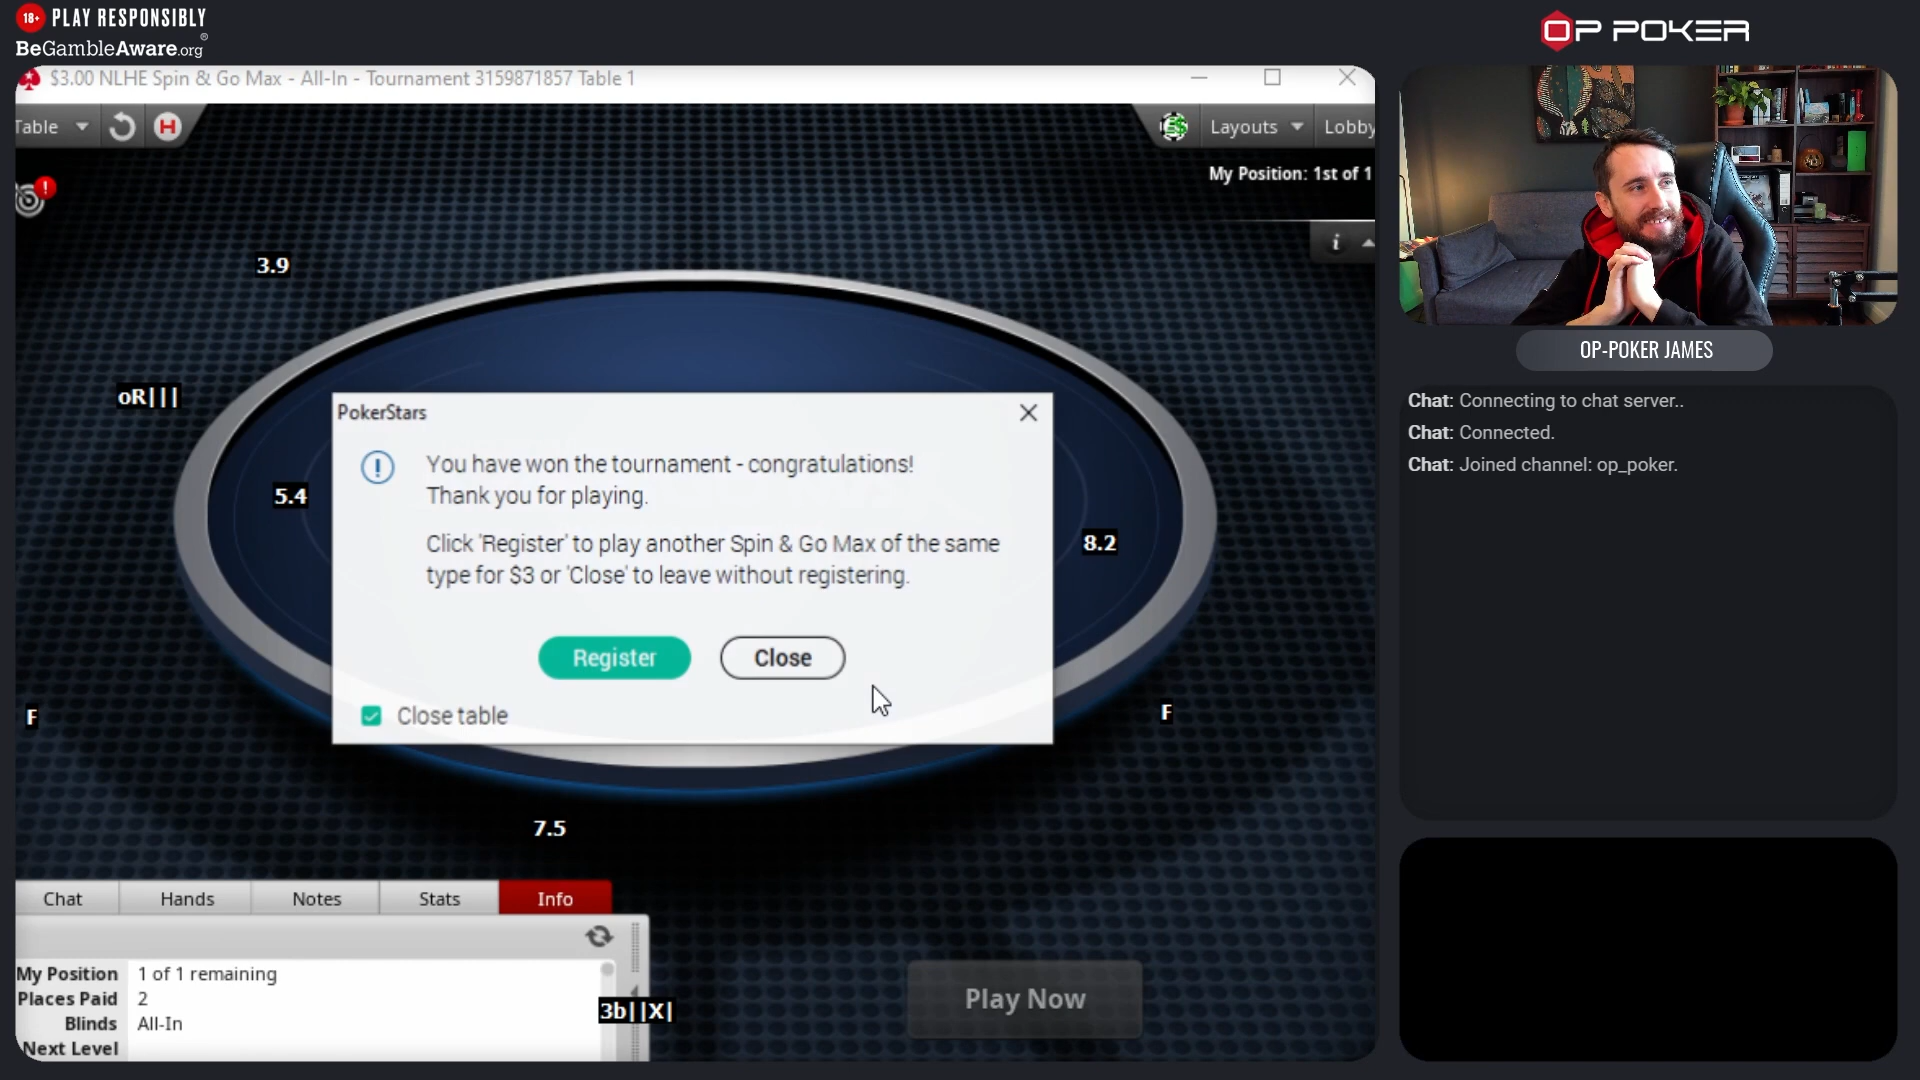 18+ PLAY RESPONSIBLY
BeGambleAware.org®
OP POKER
$3.00 NLHE Spin & Go Max - All-In - Tournament 3159871857 Table 1
Table
H
Layouts
Lobby
My Position: 1st of 1
3.9
oR|||
5.4
8.2
F
F
7.5
PokerStars
You have won the tournament - congratulations!
Thank you for playing.
Click 'Register' to play another Spin & Go Max of the same
type for $3 or 'Close' to leave without registering.
Register
Close
Close table
Chat
Hands
Notes
Stats
Info
My Position 1 of 1 remaining
Places Paid 2
Blinds All-In
Next Level
3b||X|
Play Now
OP-POKER JAMES
Chat: Connecting to chat server..
Chat: Connected.
Chat: Joined channel: op_poker.